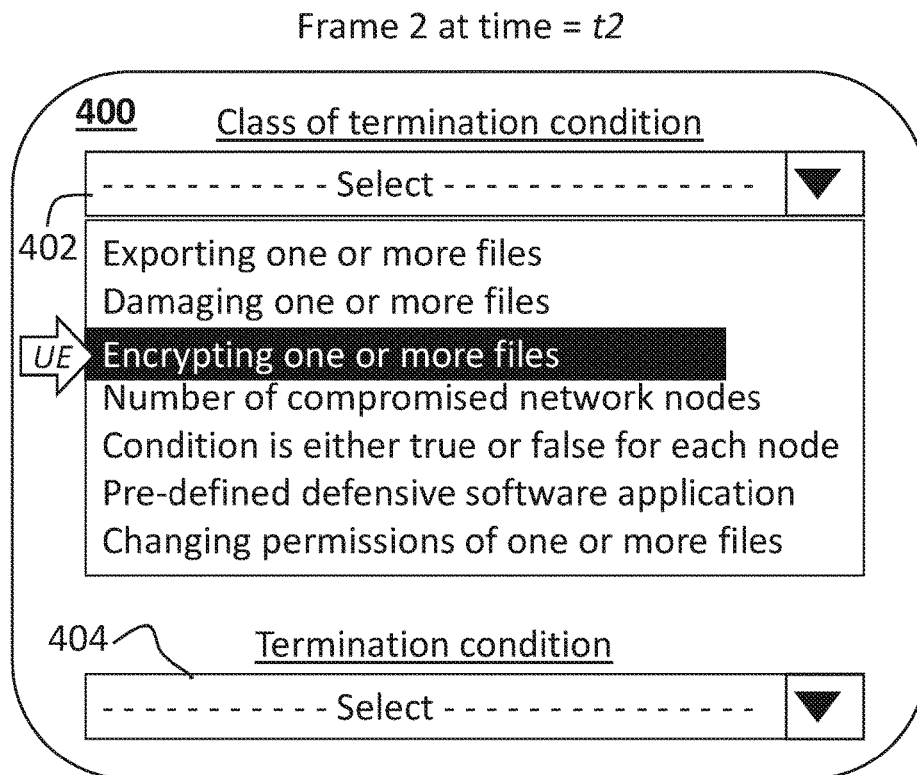 Frame 2 at time = t2
400
Class of termination condition
- - - - - - - - - - - Select - - - - - - - - - - - - - - -
402
Exporting one or more files
Damaging one or more files
UE
Encrypting one or more files
Number of compromised network nodes
Condition is either true or false for each node
Pre-defined defensive software application
Changing permissions of one or more files
404
Termination condition
- - - - - - - - - - - Select - - - - - - - - - - - - - - -